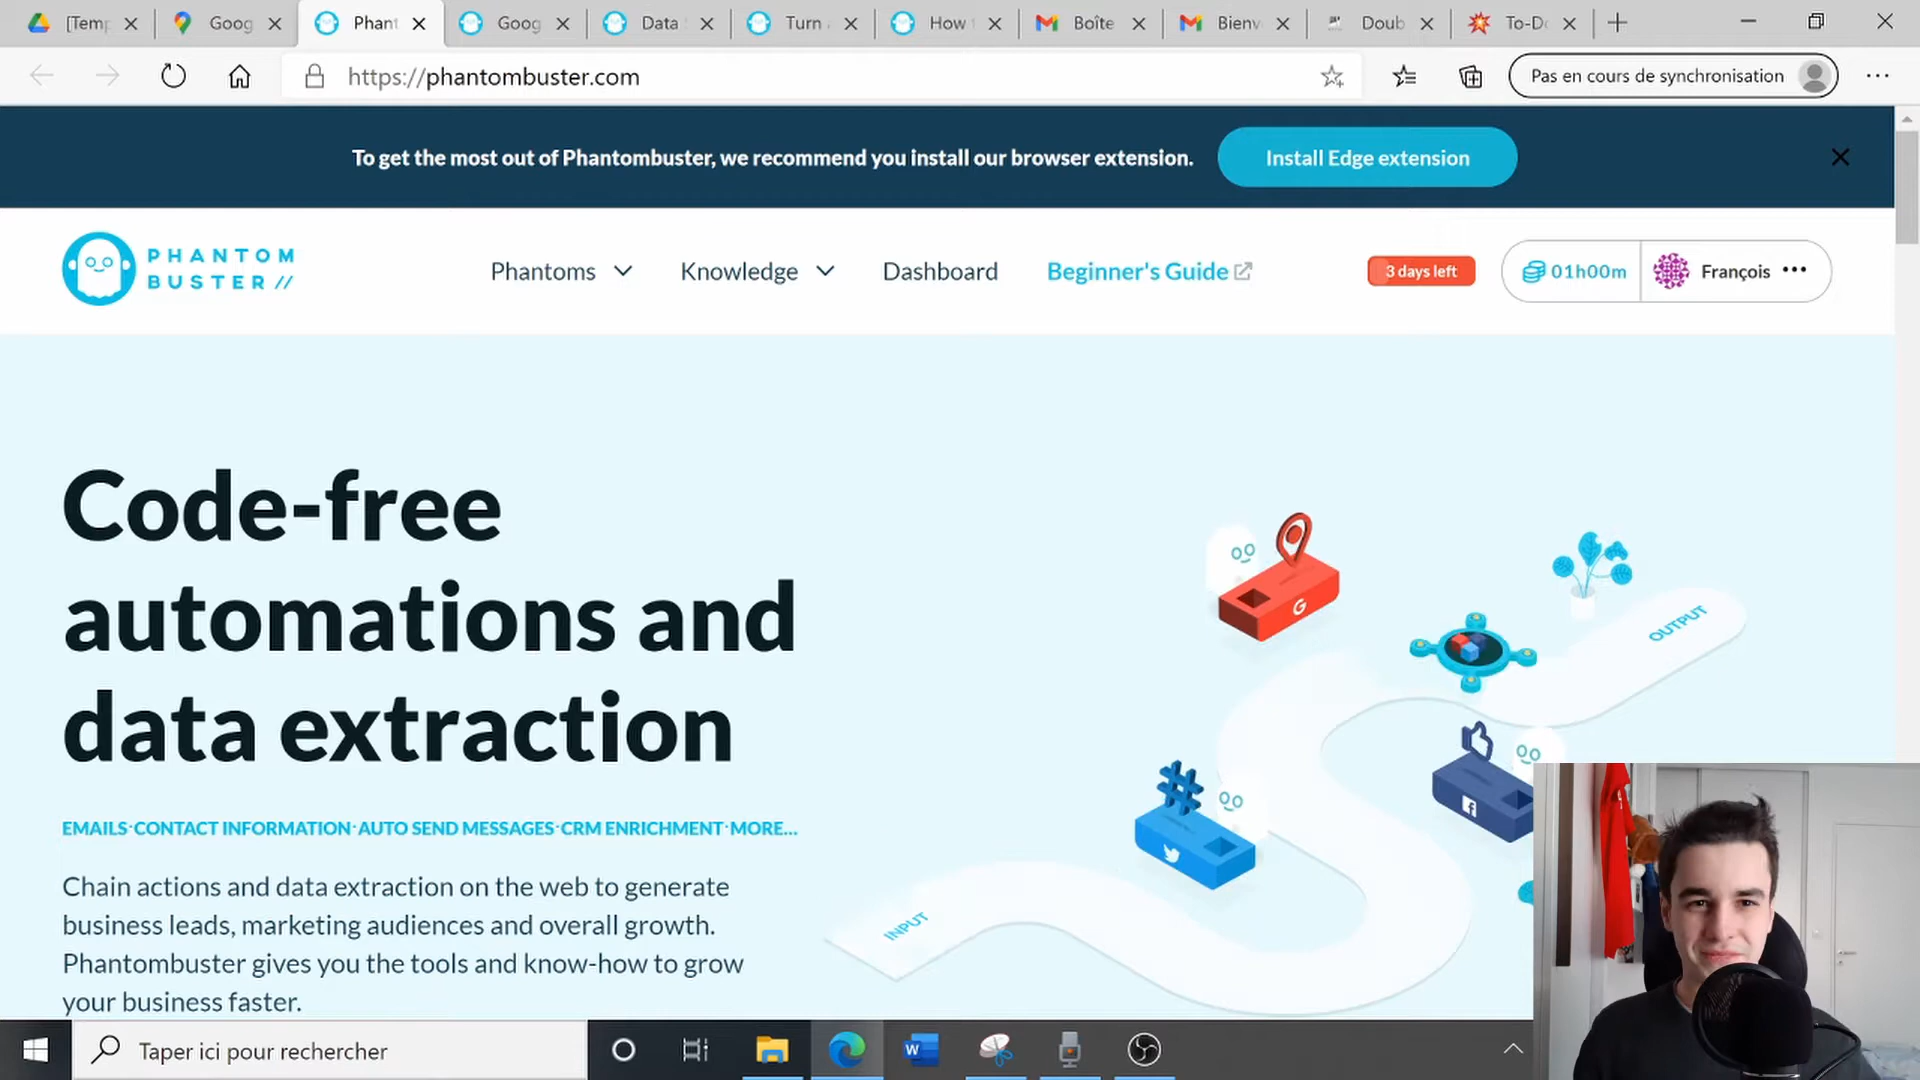 [Temp
Goog
Phant
Goog
Data
Turn
How t
Boîte
Bienv
Doub
To-Do
https://phantombuster.com
Pas en cours de synchronisation
To get the most out of Phantombuster, we recommend you install our browser extension.
Install Edge extension
PHANTOM
BUSTER //
Phantoms
Knowledge
Dashboard
Beginner's Guide
3 days left
01h00m
François
Code-free
automations and
data extraction
EMAILS·CONTACT INFORMATION·AUTO SEND MESSAGES·CRM ENRICHMENT·MORE...
Chain actions and data extraction on the web to generate
business leads, marketing audiences and overall growth.
Phantombuster gives you the tools and know-how to grow
your business faster.
OUTPUT
INPUT
Taper ici pour rechercher